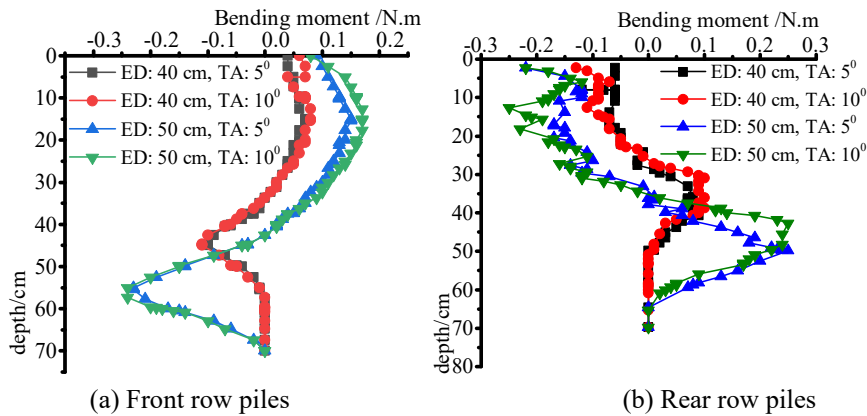 Bending moment /N.m
-0.3 -0.2 -0.1 0.0 0.1 0.2
0
10
20
30
40
50
60
70
depth/cm
ED: 40 cm, TA: 5⁰
ED: 40 cm, TA: 10⁰
ED: 50 cm, TA: 5⁰
ED: 50 cm, TA: 10⁰
(a) Front row piles
Bending moment /N.m
-0.3 -0.2 -0.1 0.0 0.1 0.2 0.3
0
10
20
30
40
50
60
70
80
depth/cm
ED: 40 cm, TA: 5⁰
ED: 40 cm, TA: 10⁰
ED: 50 cm, TA: 5⁰
ED: 50 cm, TA: 10⁰
(b) Rear row piles